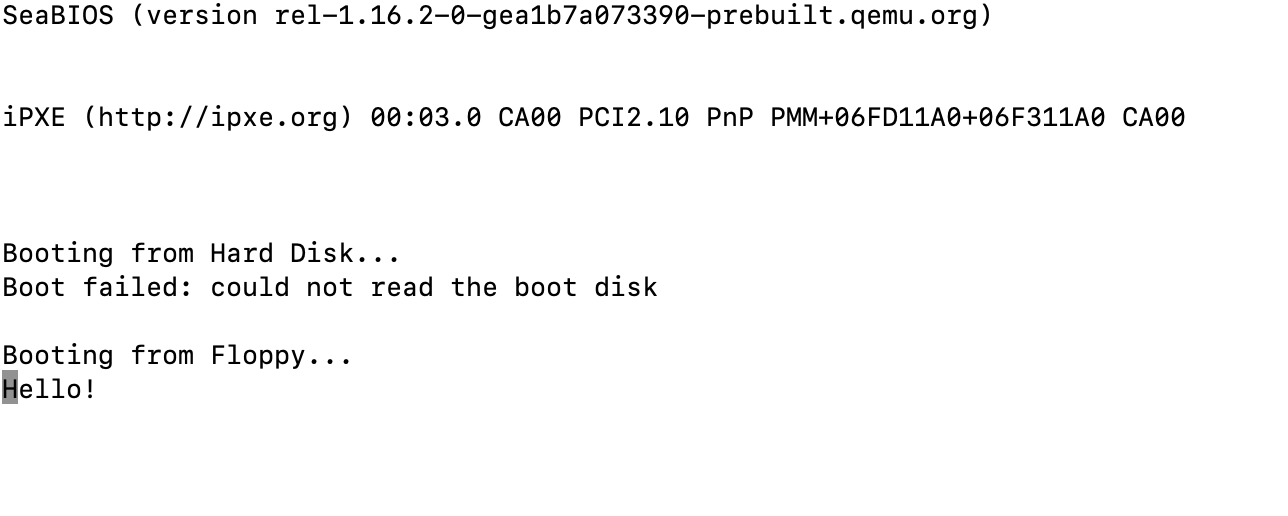 SeaBIOS (version rel-1.16.2-0-gea1b7a073390-prebuilt.qemu.org)
iPXE (http://ipxe.org) 00:03.0 CA00 PCI2.10 PnP PMM+06FD11A0+06F311A0 CA00
Booting from Hard Disk...
Boot failed: could not read the boot disk
Booting from Floppy...
Hello!